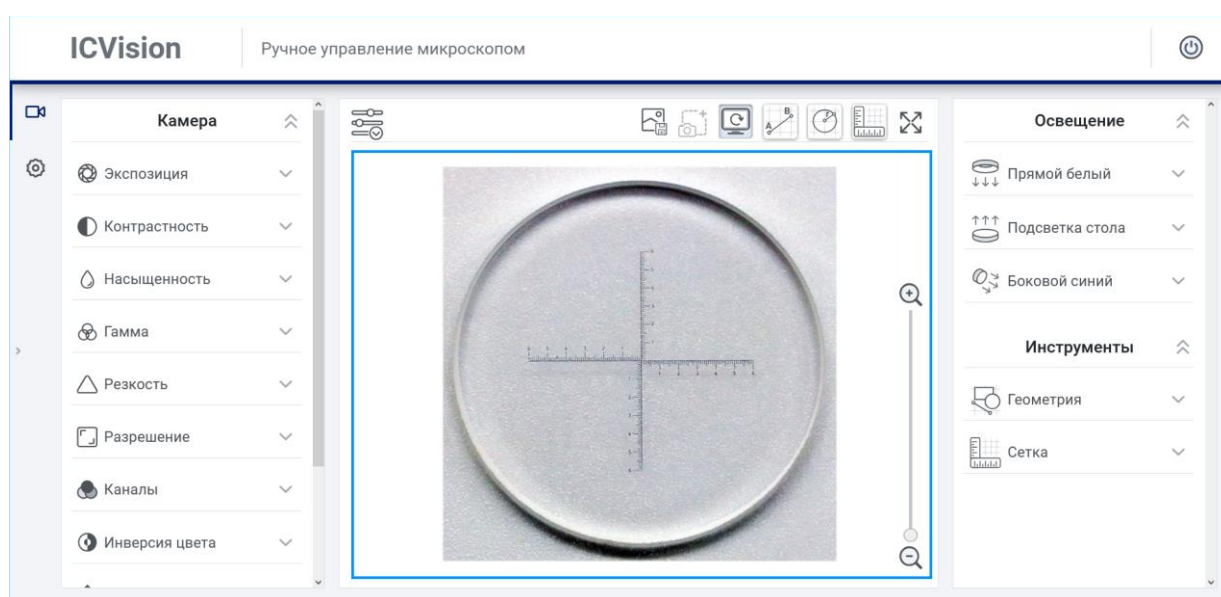 ICVision
Ручное управление микроскопом
Камера
Экспозиция
Контрастность
Насыщенность
Гамма
Резкость
Разрешение
Каналы
Инверсия цвета
A B
Освещение
Прямой белый
Подсветка стола
Боковой синий
Инструменты
Геометрия
Сетка